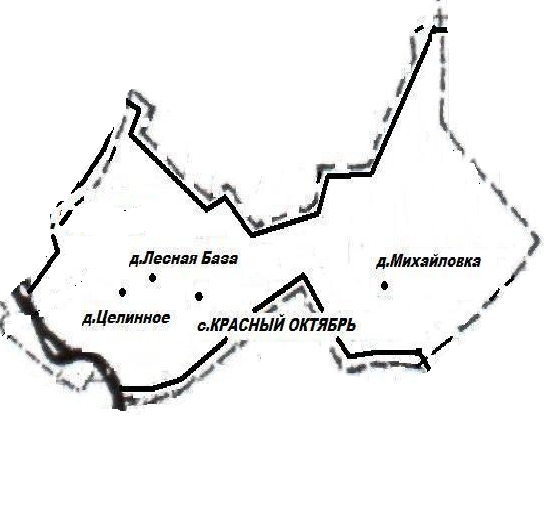 д.Лесная База
д.Михайловка
д.Целинное
с.КРАСНЫЙ ОКТЯБРЬ